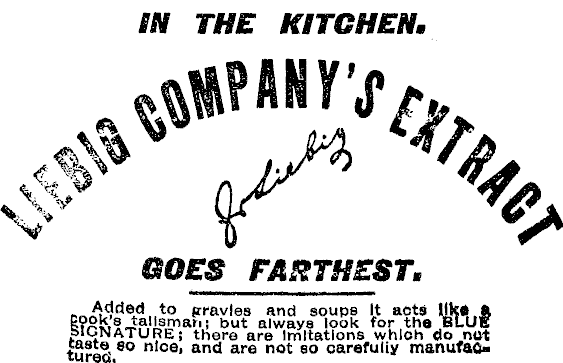 IN THE KITCHEN.
LIEBIG COMPANY'S EXTRACT
J v Liebig
GOES FARTHEST.
Added to gravies and soups it acts like a
cook's talisman; but always look for the BLUE
SIGNATURE; there are imitations which do not
taste so nice, and are not so carefully manufac-
tured.